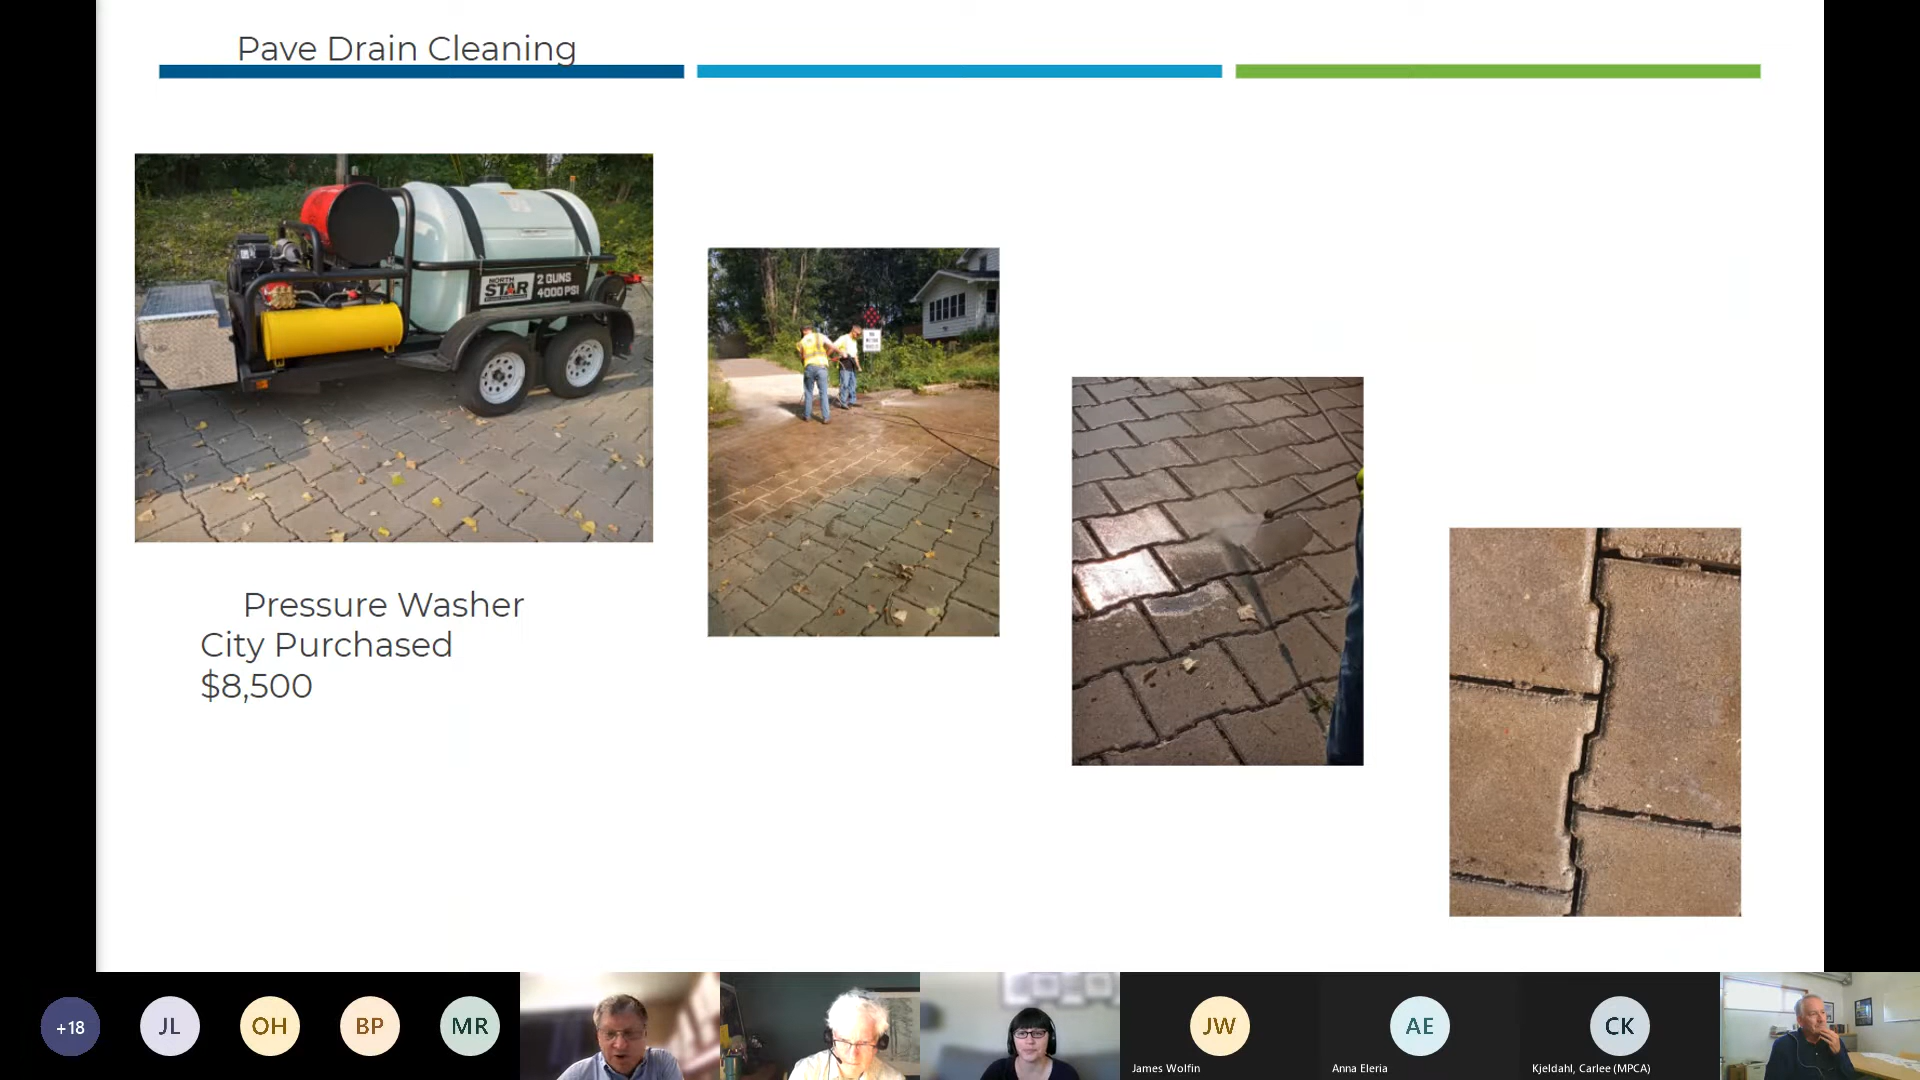 Pave Drain Cleaning
NORTH
STAR
2 GUNS
4000 PSI
Pressure Washer
City Purchased
$8,500
+18
JL
OH
BP
MR
JW
James Wolfin
AE
Anna Eleria
CK
Kjeldahl, Carlee (MPCA)